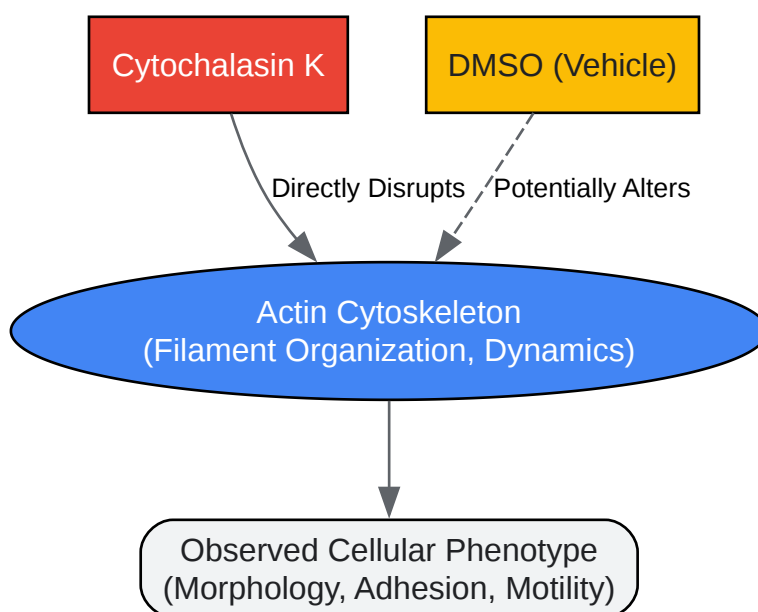 Cytochalasin K
DMSO (Vehicle)
Directly Disrupts
Potentially Alters
Actin Cytoskeleton
(Filament Organization, Dynamics)
Observed Cellular Phenotype
(Morphology, Adhesion, Motility)